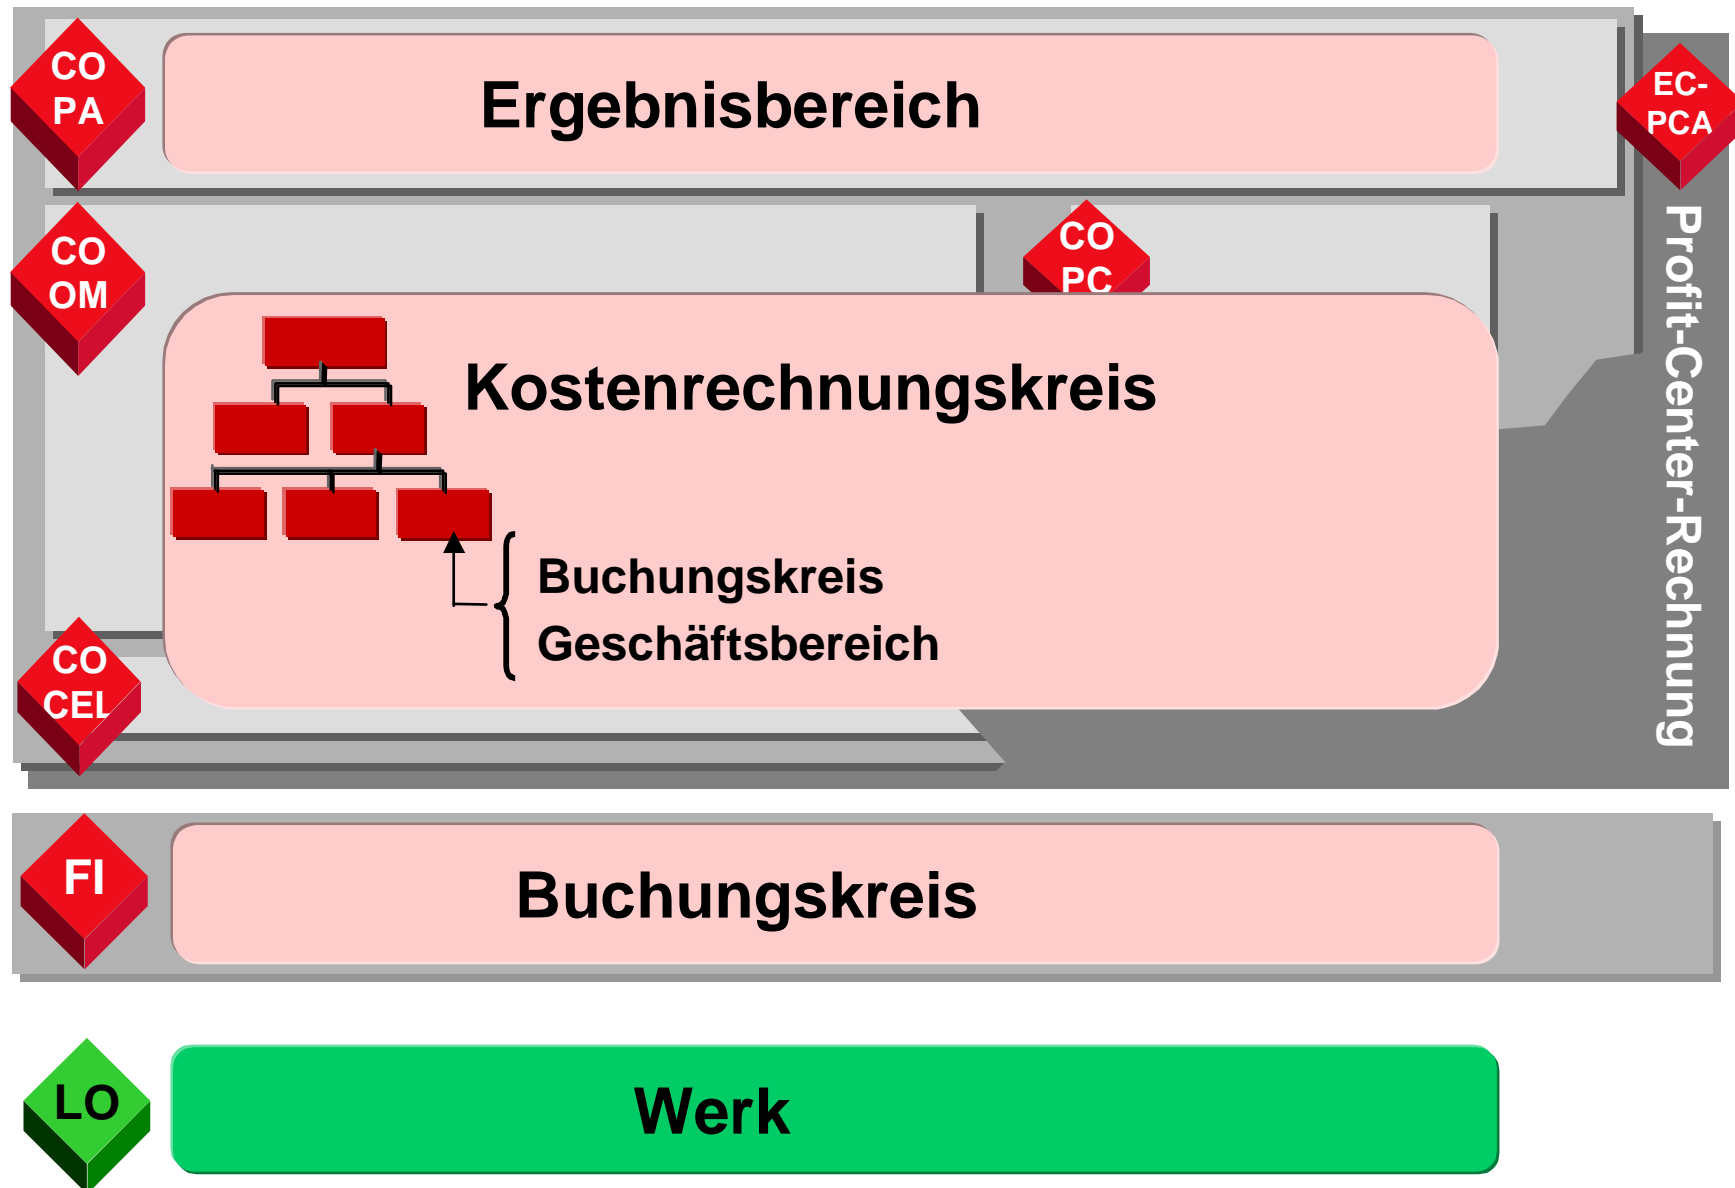 CO
PA
Ergebnisbereich
EC-
PCA
CO
OM
CO
PC
Kostenrechnungskreis
Buchungskreis
Geschäftsbereich
Profit-Center-Rechnung
CO
CEL
FI
Buchungskreis
LO
Werk